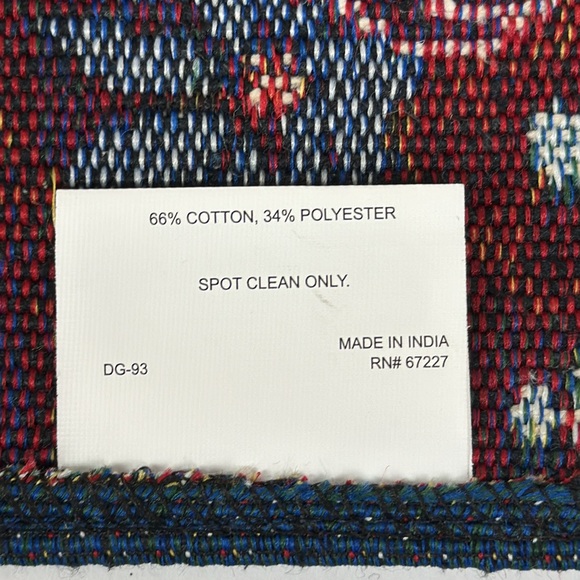 66% COTTON, 34% POLYESTER
SPOT CLEAN ONLY.
MADE IN INDIA
DG-93
RN# 67227